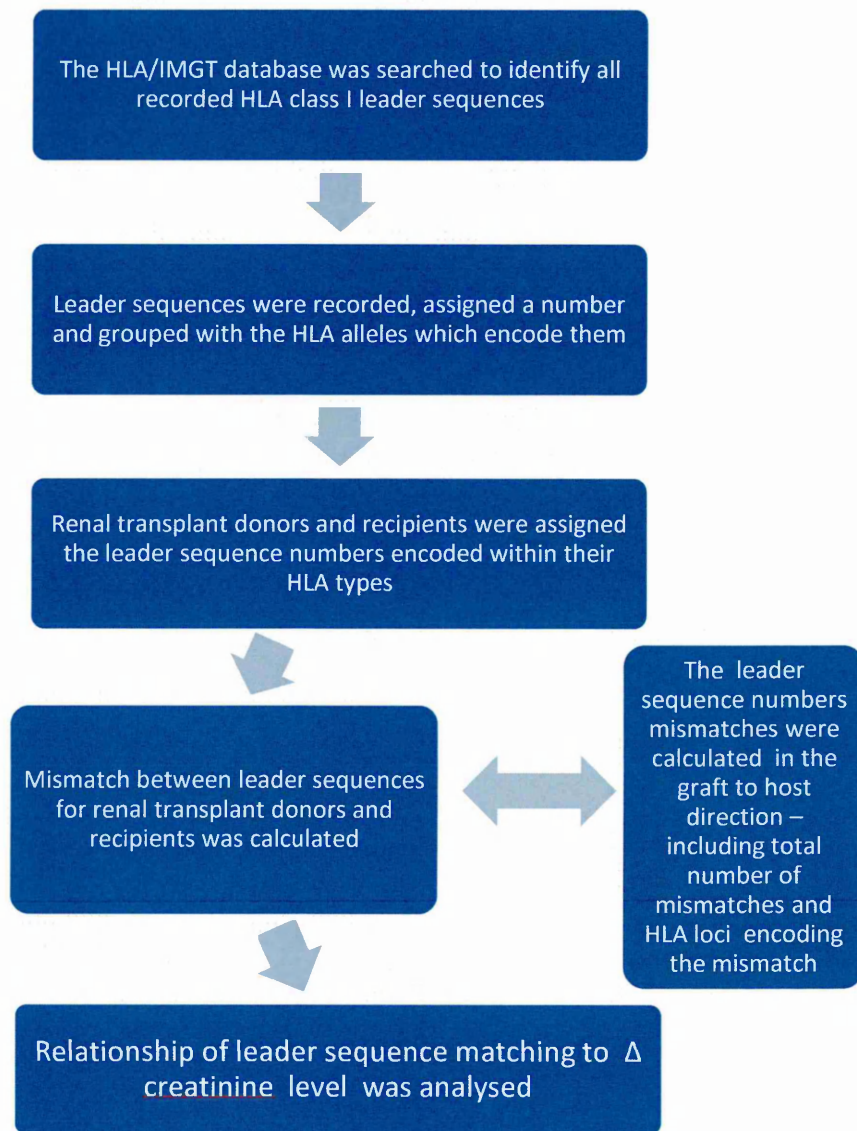 The HLA/IMGT database was searched to identify all
recorded HLA class I leader sequences
Leader sequences were recorded, assigned a number
and grouped with the HLA alleles which encode them
Renal transplant donors and recipients were assigned
the leader sequence numbers encoded within their
HLA types
Mismatch between leader sequences
for renal transplant donors and
recipients was calculated
The leader
sequence numbers
mismatches were
calculated in the
graft to host
direction –
including total
number of
mismatches and
HLA loci encoding
the mismatch
Relationship of leader sequence matching to Δ
creatinine level was analysed